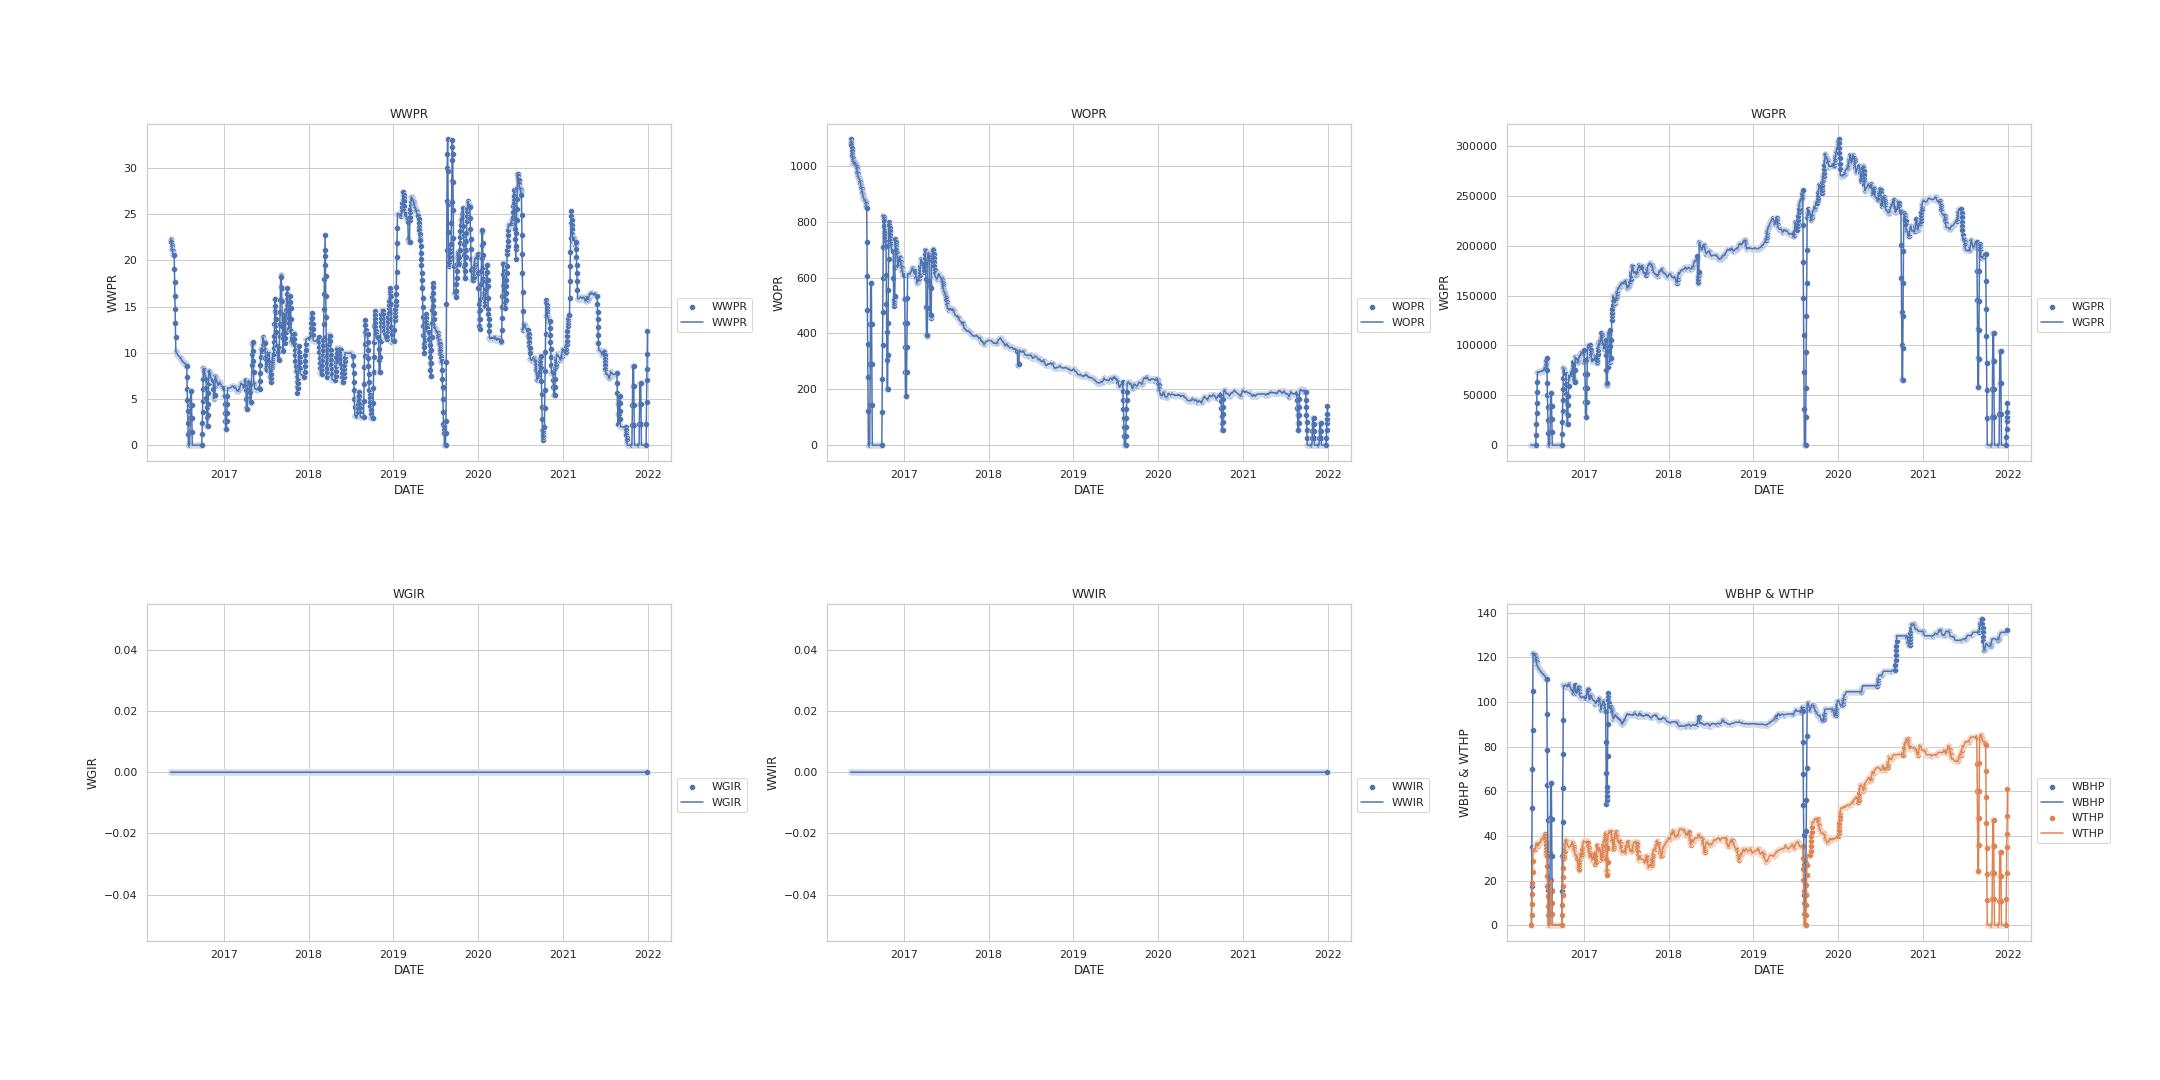 WWPR
WWPR
30
25
20
15
10
5
0
2017 2018 2019 2020 2021 2022
DATE
WWPR
WWPR
WOPR
WOPR
1000
800
600
400
200
0
2017 2018 2019 2020 2021 2022
DATE
WOPR
WOPR
WGPR
WGPR
300000
250000
200000
150000
100000
50000
0
2017 2018 2019 2020 2021 2022
DATE
WGPR
WGPR
WGIR
WGIR
0.04
0.02
0.00
−0.02
−0.04
2017 2018 2019 2020 2021 2022
DATE
WGIR
WGIR
WWIR
WWIR
0.04
0.02
0.00
−0.02
−0.04
2017 2018 2019 2020 2021 2022
DATE
WWIR
WWIR
WBHP & WTHP
WBHP & WTHP
140
120
100
80
60
40
20
0
2017 2018 2019 2020 2021 2022
DATE
WBHP
WBHP
WTHP
WTHP